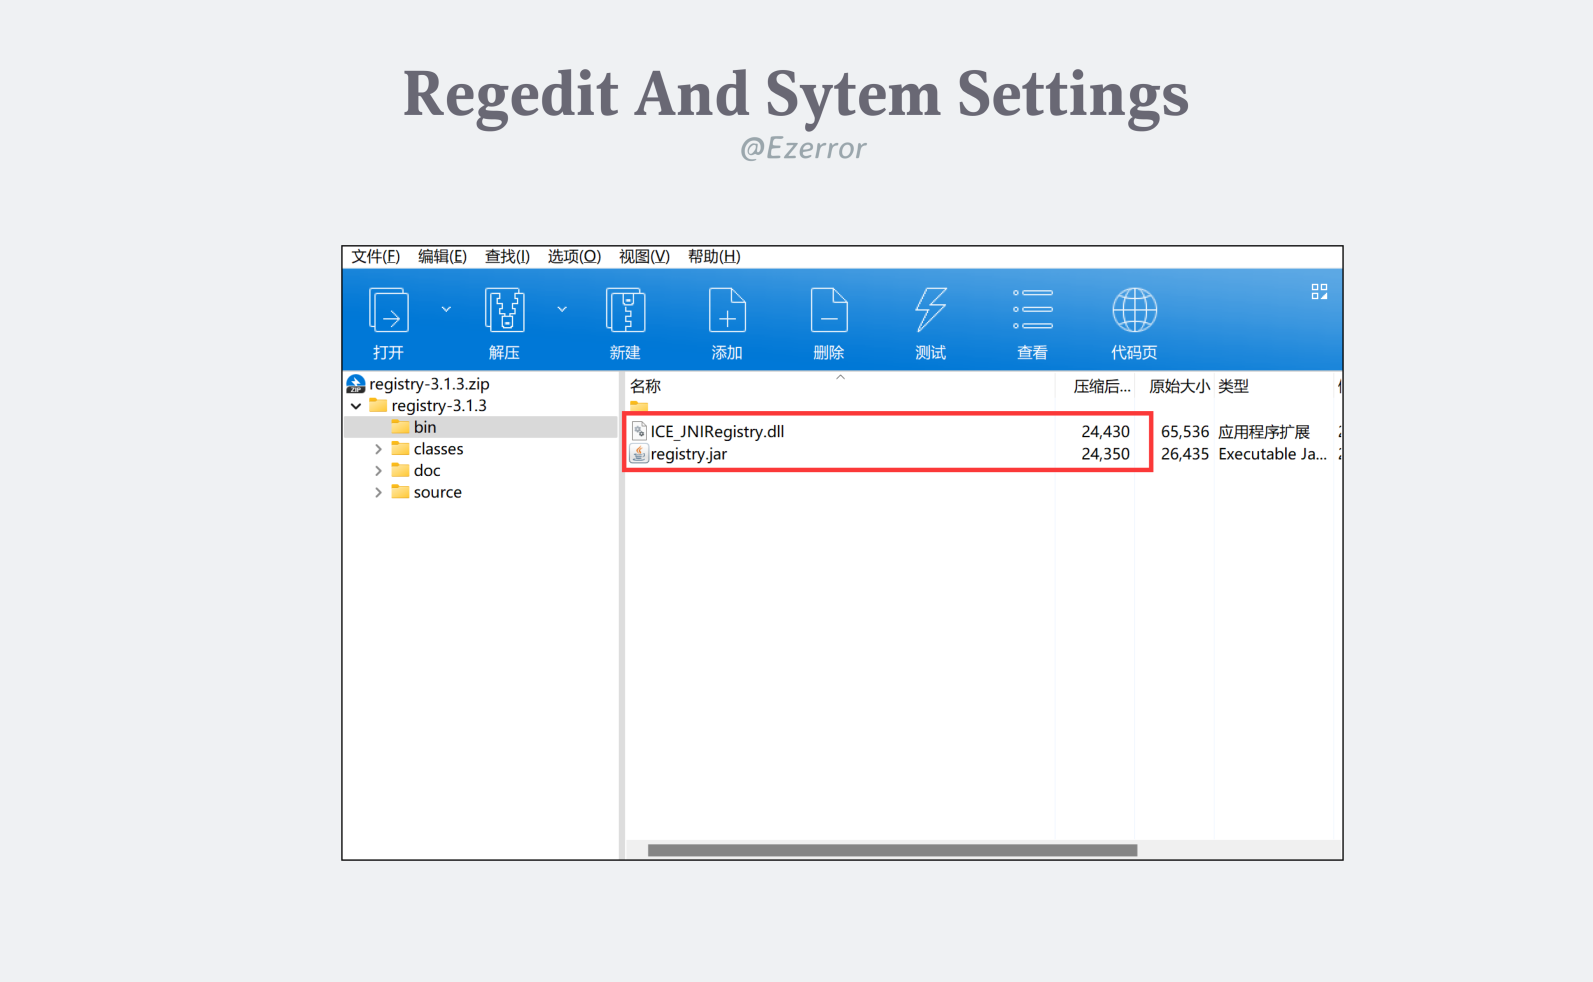 Regedit And Sytem Settings
@Ezerror
文件(F) 编辑(E) 查找(I) 选项(O) 视图(V) 帮助(H)
打开 解压 新建 添加 删除 测试 查看 代码页
registry-3.1.3.zip
registry-3.1.3
bin
classes
doc
source
名称 压缩后... 原始大小 类型
ICE_JNIRegistry.dll 24,430 65,536 应用程序扩展
registry.jar 24,350 26,435 Executable Ja...